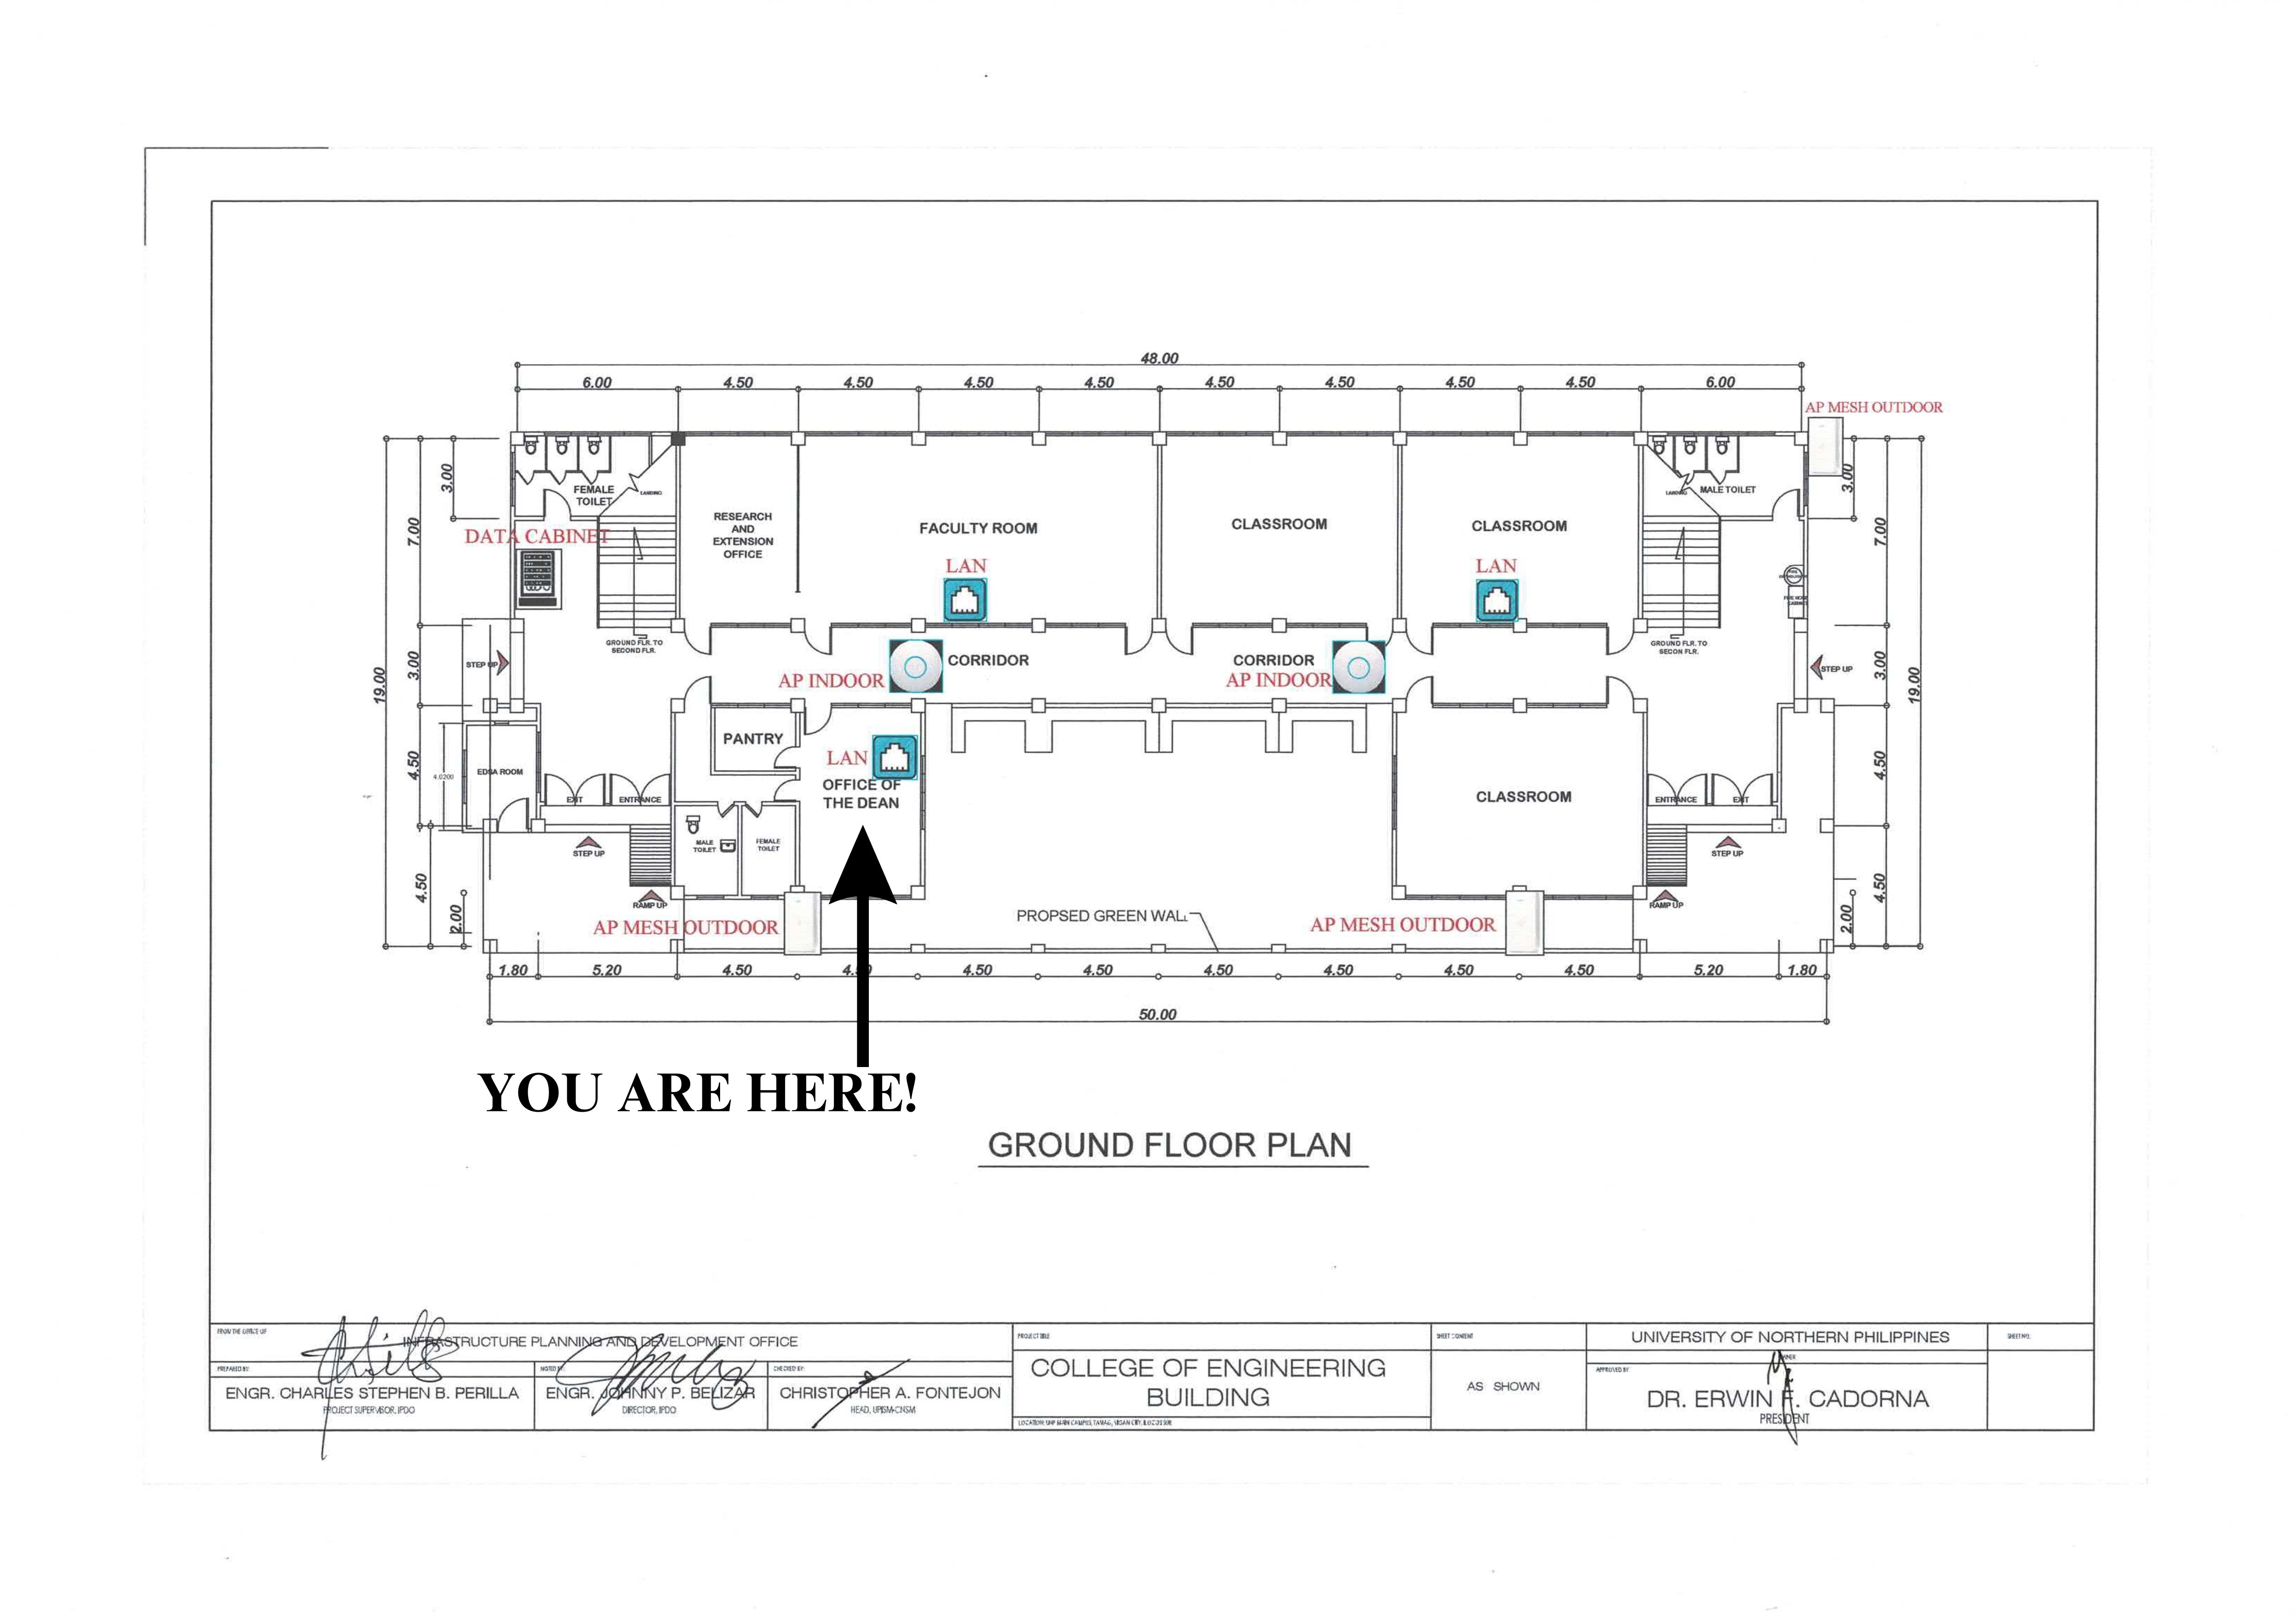 48.00
6.00 4.50 4.50 4.50 4.50 4.50 4.50 4.50 4.50 6.00
AP MESH OUTDOOR
3.00
7.00
19.00
3.00
4.50
4.0200
4.50
2.00
FEMALE
TOILET
LANDING
DATA CABINET
GROUND FLR. TO
SECOND FLR.
RESEARCH
AND
EXTENSION
OFFICE
FACULTY ROOM
LAN
CLASSROOM
CLASSROOM
LAN
LANDING
MALE TOILET
GROUND FLR. TO
SECON FLR.
3.00
7.00
3.00
19.00
4.50
4.50
2.00
STEP UP
AP INDOOR
CORRIDOR
CORRIDOR
AP INDOOR
STEP UP
PANTRY
LAN
OFFICE OF
THE DEAN
EDSA ROOM
EXIT
ENTRANCE
STEP UP
RAMP UP
MALE
TOILET
FEMALE
TOILET
CLASSROOM
ENTRANCE
EXIT
STEP UP
RAMP UP
AP MESH OUTDOOR
PROPSED GREEN WALL
AP MESH OUTDOOR
1.80 5.20 4.50 4.50 4.50 4.50 4.50 4.50 4.50 4.50 5.20 1.80
50.00
YOU ARE HERE!
GROUND FLOOR PLAN
FROM THE OFFICE OF
INFRASTRUCTURE PLANNING AND DEVELOPMENT OFFICE
PREPARED BY:
ENGR. CHARLES STEPHEN B. PERILLA
PROJECT SUPERVISOR, IPDO
NOTED BY:
ENGR. JOHNNY P. BELIZAR
DIRECTOR, IPDO
CHECKED BY:
CHRISTOPHER A. FONTEJON
HEAD, UPISM-CNSM
PROJECT TITLE
COLLEGE OF ENGINEERING
BUILDING
LOCATION: UNP MAIN CAMPUS, TAMAG, VIGAN CITY, ILOCOS SUR
SHEET CONTENT
AS SHOWN
UNIVERSITY OF NORTHERN PHILIPPINES
OWNER
APPROVED BY
DR. ERWIN F. CADORNA
PRESIDENT
SHEET NO.